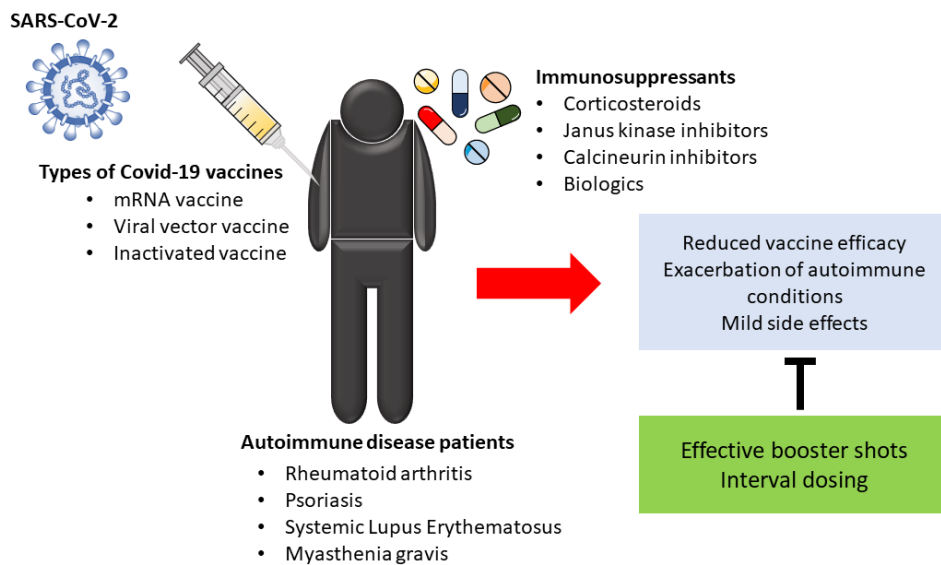 SARS-CoV-2
Types of Covid-19 vaccines
• mRNA vaccine
• Viral vector vaccine
• Inactivated vaccine
Immunosuppressants
• Corticosteroids
• Janus kinase inhibitors
• Calcineurin inhibitors
• Biologics
Reduced vaccine efficacy
Exacerbation of autoimmune
conditions
Mild side effects
Effective booster shots
Interval dosing
Autoimmune disease patients
• Rheumatoid arthritis
• Psoriasis
• Systemic Lupus Erythematosus
• Myasthenia gravis